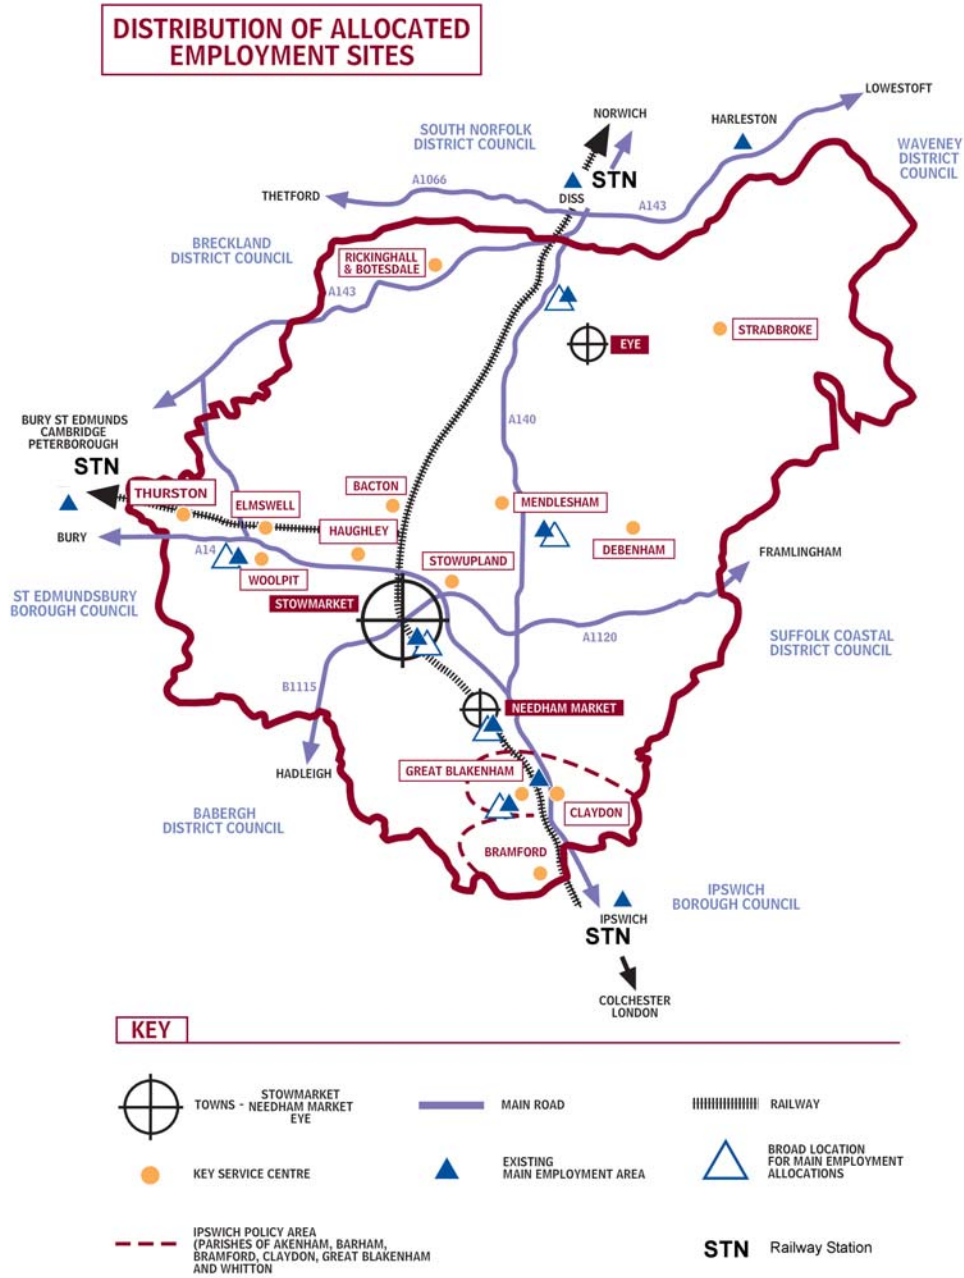 DISTRIBUTION OF ALLOCATED
EMPLOYMENT SITES
LOWESTOFT
NORWICH
HARLESTON
SOUTH NORFOLK
DISTRICT COUNCIL
WAVENEY
DISTRICT
COUNCIL
STN
A1066
THETFORD
DISS
A143
BRECKLAND
DISTRICT COUNCIL
RICKINGHALL
& BOTESDALE
A143
STRADBROKE
EYE
A140
BURY ST EDMUNDS
CAMBRIDGE
PETERBOROUGH
STN
THURSTON
BACTON
ELMSWELL
MENDLESHAM
HAUGHLEY
BURY
A14
DEBENHAM
FRAMLINGHAM
STOWUPLAND
WOOLPIT
ST EDMUNDSBURY
BOROUGH COUNCIL
STOWMARKET
A1120
SUFFOLK COASTAL
DISTRICT COUNCIL
B1115
NEEDHAM MARKET
HADLEIGH
GREAT BLAKENHAM
CLAYDON
BABERGH
DISTRICT COUNCIL
BRAMFORD
IPSWICH
BOROUGH COUNCIL
IPSWICH
STN
COLCHESTER
LONDON
KEY
TOWNS - STOWMARKET
NEEDHAM MARKET
EYE
MAIN ROAD
RAILWAY
KEY SERVICE CENTRE
EXISTING
MAIN EMPLOYMENT AREA
BROAD LOCATION
FOR MAIN EMPLOYMENT
ALLOCATIONS
IPSWICH POLICY AREA
(PARISHES OF AKENHAM, BARHAM,
BRAMFORD, CLAYDON, GREAT BLAKENHAM
AND WHITTON
STN Railway Station